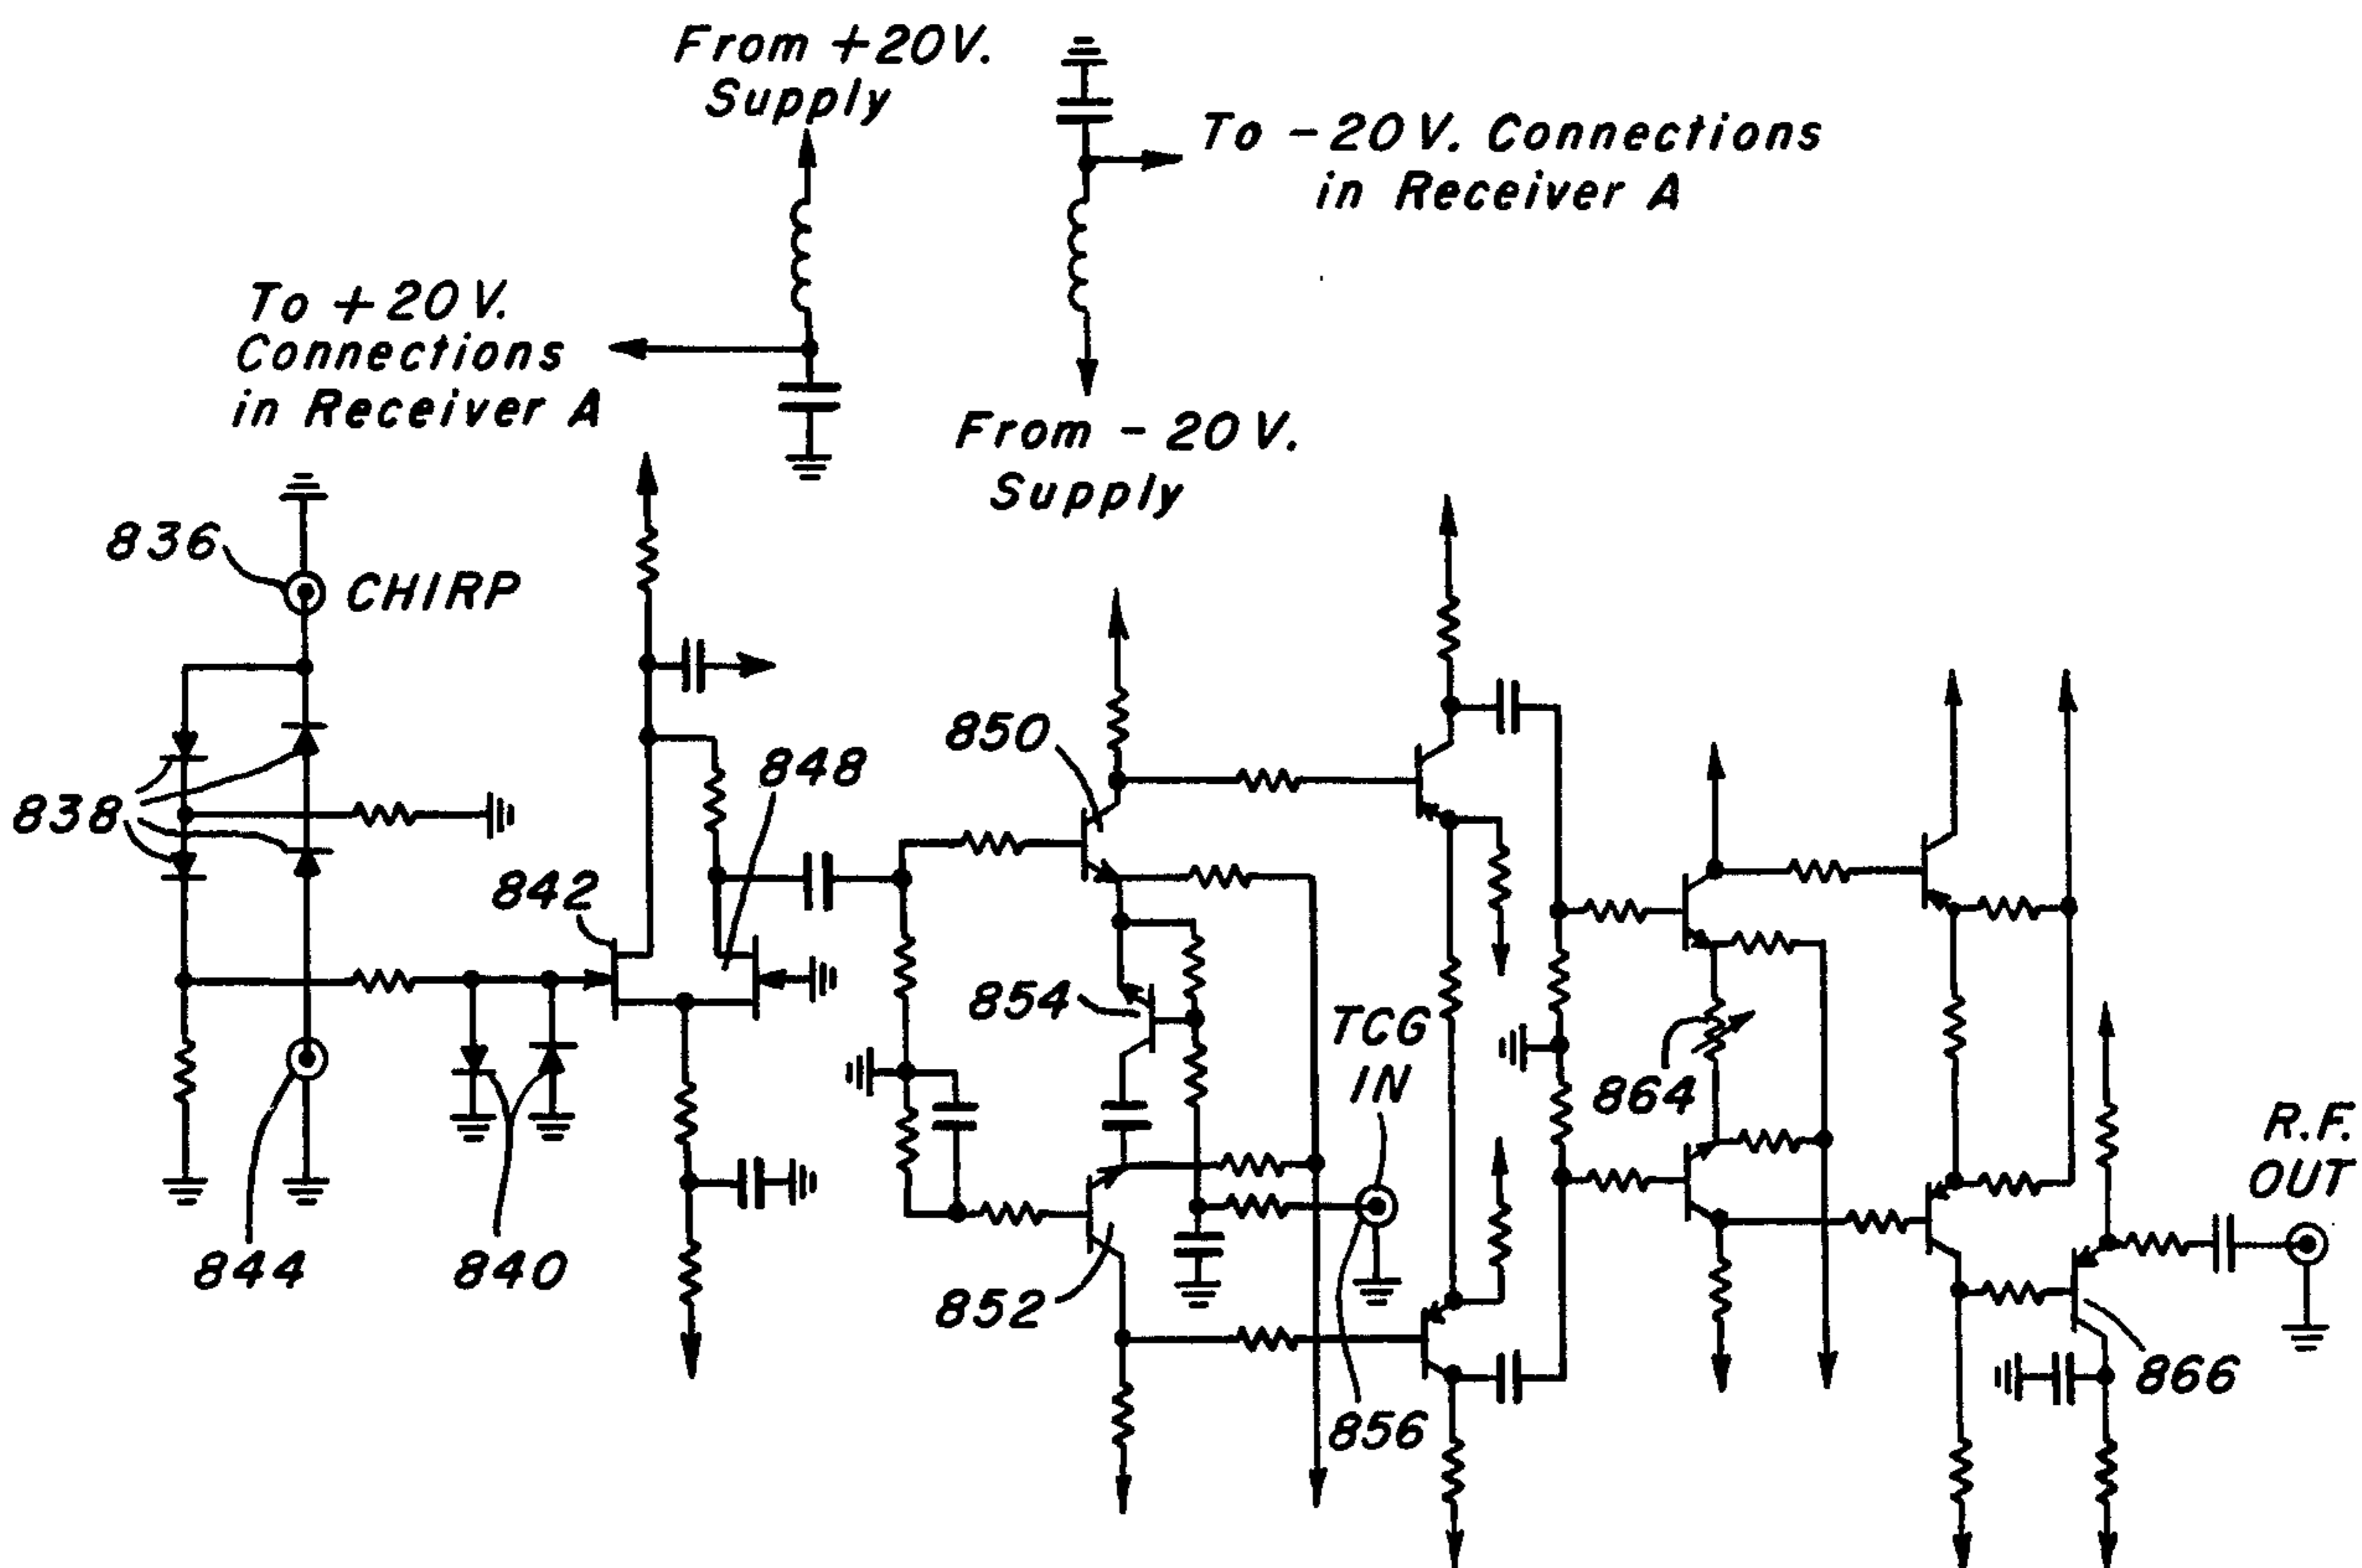 From +20V.
Supply
To -20V. Connections
in Receiver A
To +20V.
Connections
in Receiver A
From -20V.
Supply
836
CHIRP
850
848
838
842
854
TCG
IN
864
R.F.
OUT
844
840
852
856
866